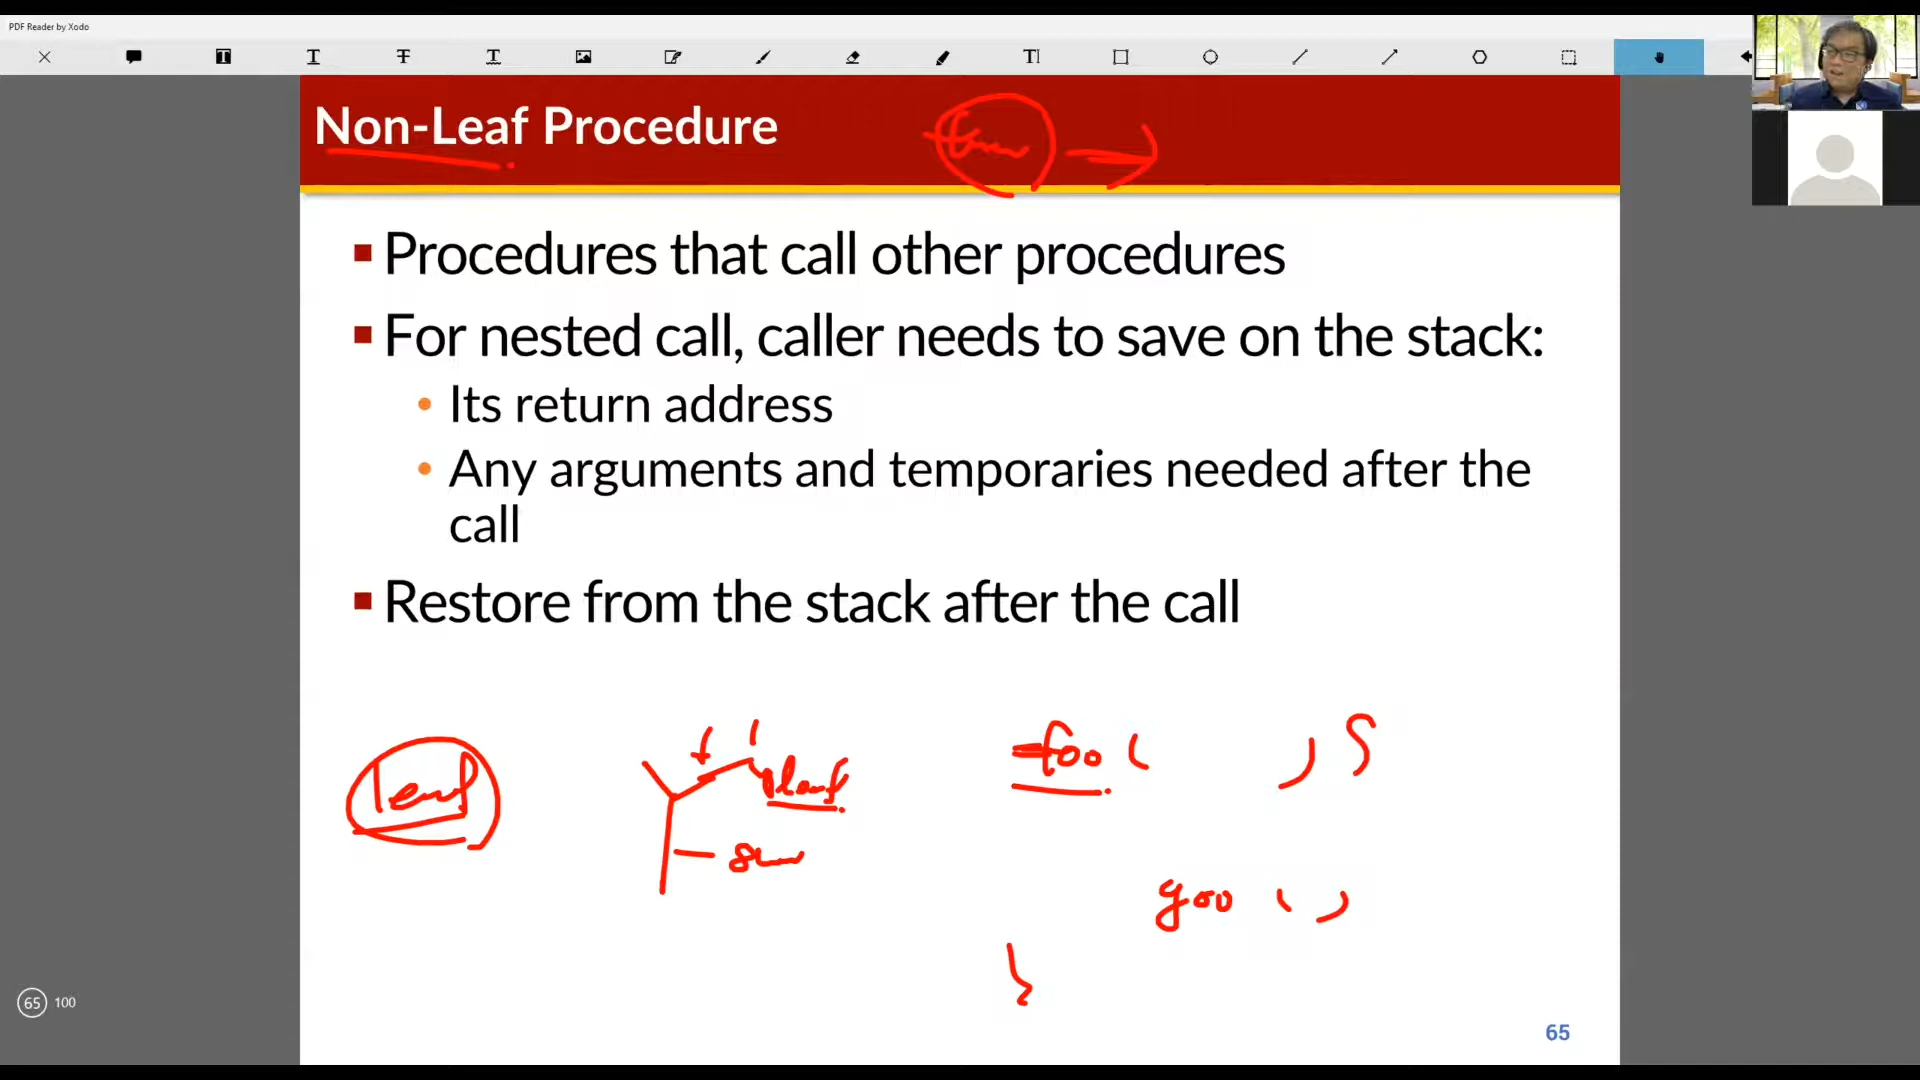 PDF Reader by Xodo
Non-Leaf Procedure
▪ Procedures that call other procedures
▪ For nested call, caller needs to save on the stack:
• Its return address
• Any arguments and temporaries needed after the
call
▪ Restore from the stack after the call
leaf
leaf
foo ( ) {
goo ( )
}
65 100
65